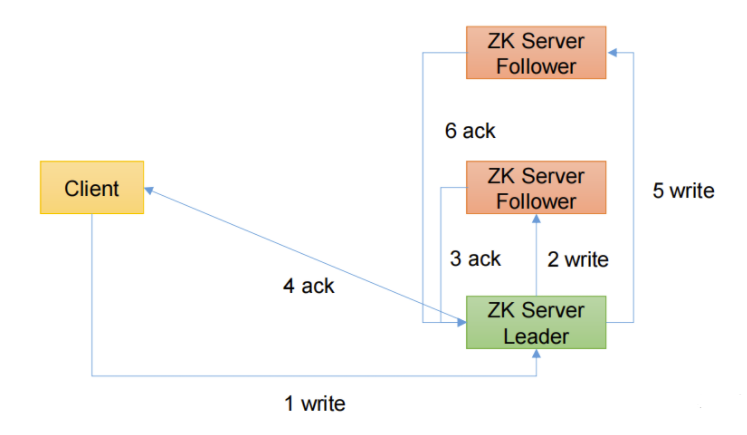 ZK Server
Follower
6 ack
Client
ZK Server
Follower
5 write
3 ack
2 write
4 ack
ZK Server
Leader
1 write